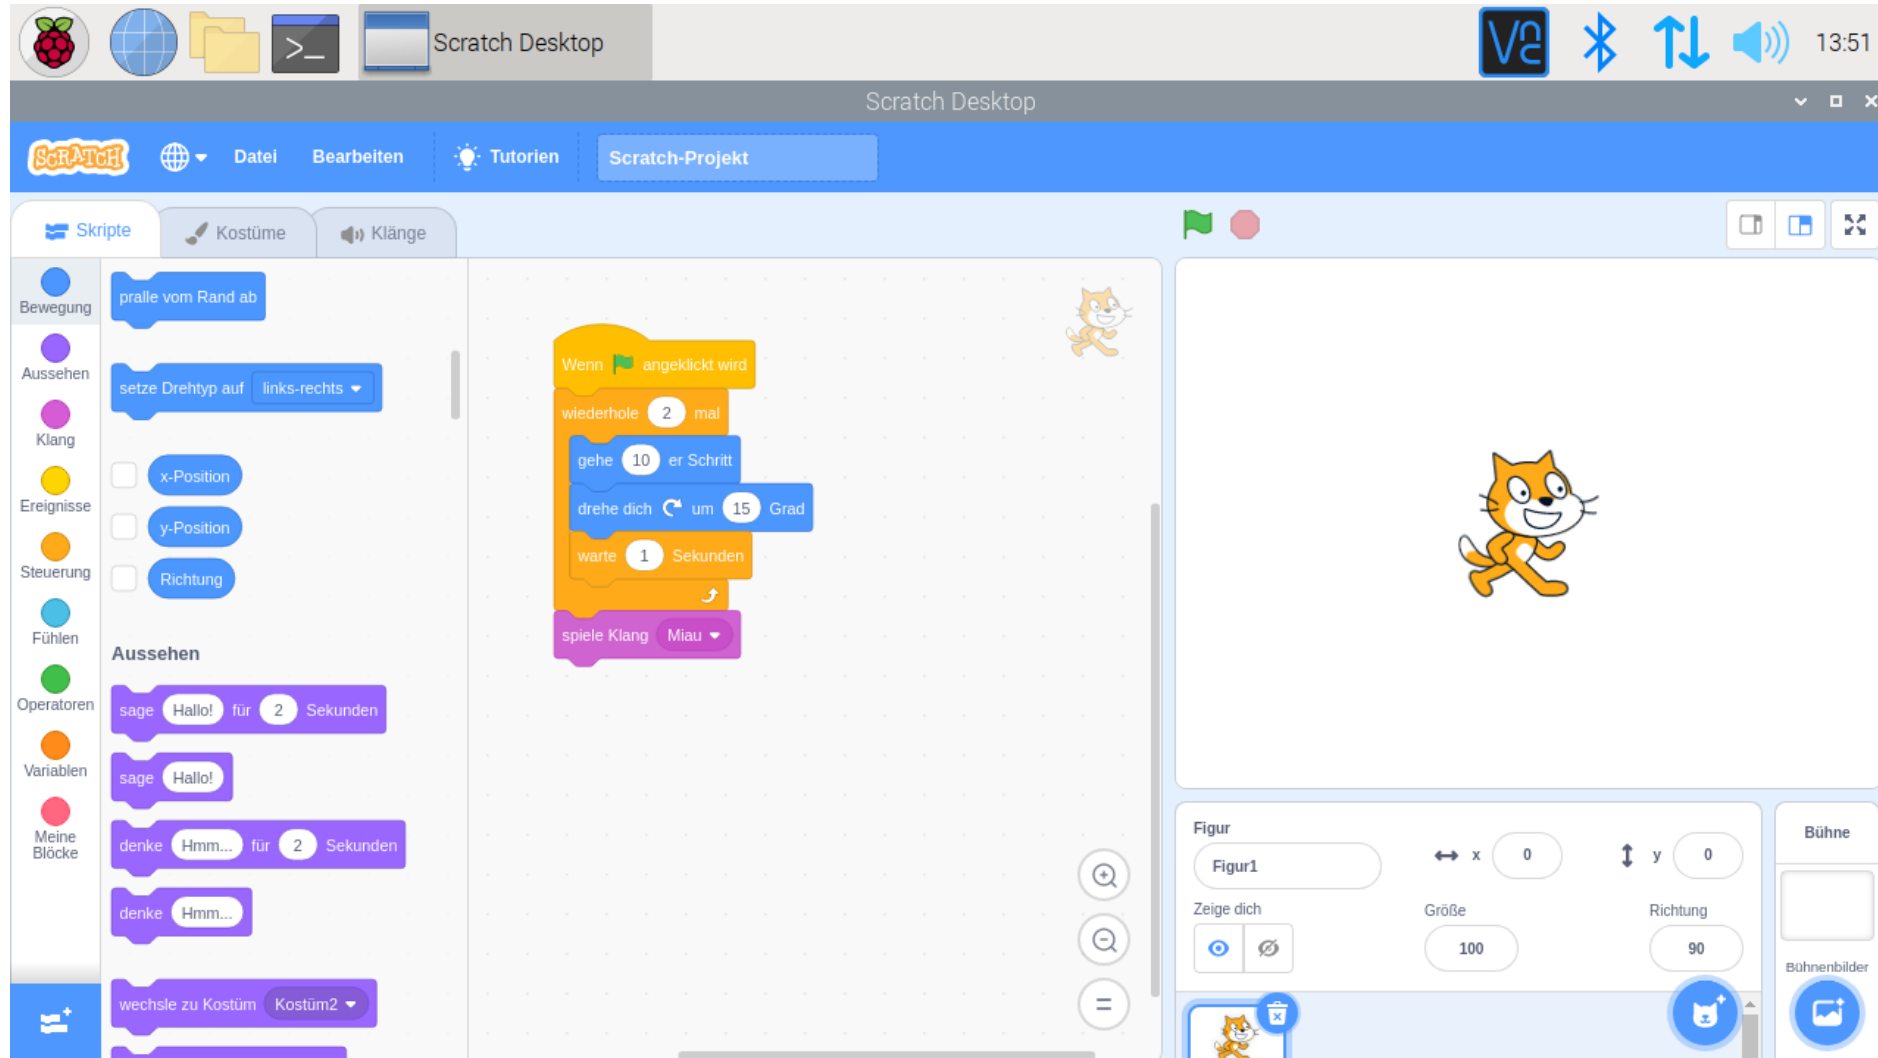 Scratch Desktop
13:51
Scratch Desktop
SCRATCH
Datei
Bearbeiten
Tutorien
Scratch-Projekt
Skripte
Kostüme
Klänge
Bewegung
Aussehen
Klang
Ereignisse
Steuerung
Fühlen
Operatoren
Variablen
Meine
Blöcke
pralle vom Rand ab
setze Drehtyp auf links-rechts
x-Position
y-Position
Richtung
Aussehen
sage Hallo! für 2 Sekunden
sage Hallo!
denke Hmm... für 2 Sekunden
denke Hmm...
wechsle zu Kostüm Kostüm2
Wenn angeklickt wird
wiederhole 2 mal
gehe 10 er Schritt
drehe dich um 15 Grad
warte 1 Sekunden
spiele Klang Miau
Figur
Figur1
x 0
y 0
Zeige dich
Größe
100
Richtung
90
Bühne
Bühnenbilder